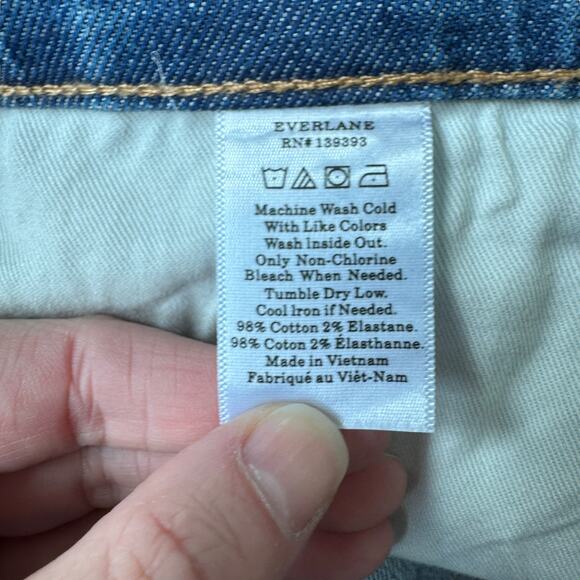 EVERLANE
RN# 139393
Machine Wash Cold
With Like Colors
Wash Inside Out.
Only Non-Chlorine
Bleach When Needed.
Tumble Dry Low.
Cool Iron if Needed.
98% Cotton 2% Elastane.
98% Coton 2% Élasthanne.
Made in Vietnam
Fabriqué au Viêt-Nam